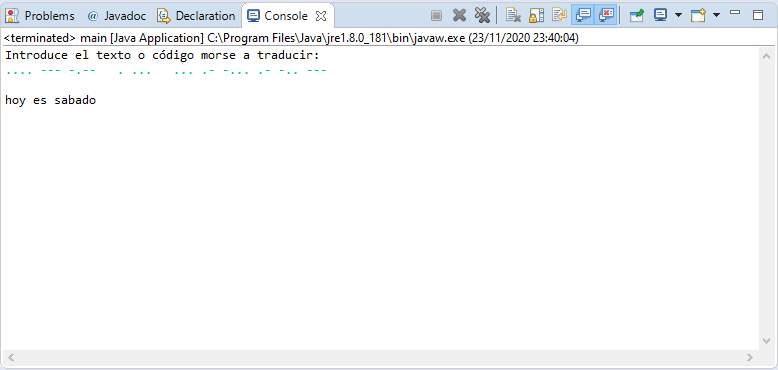 Problems @ Javadoc Declaration Console
<terminated> main [Java Application] C:\Program Files\Java\jre1.8.0_181\bin\javaw.exe (23/11/2020 23:40:04)
Introduce el texto o código morse a traducir:
.... --- -.--   . ...   ... .- -... .- -.. ---
hoy es sabado